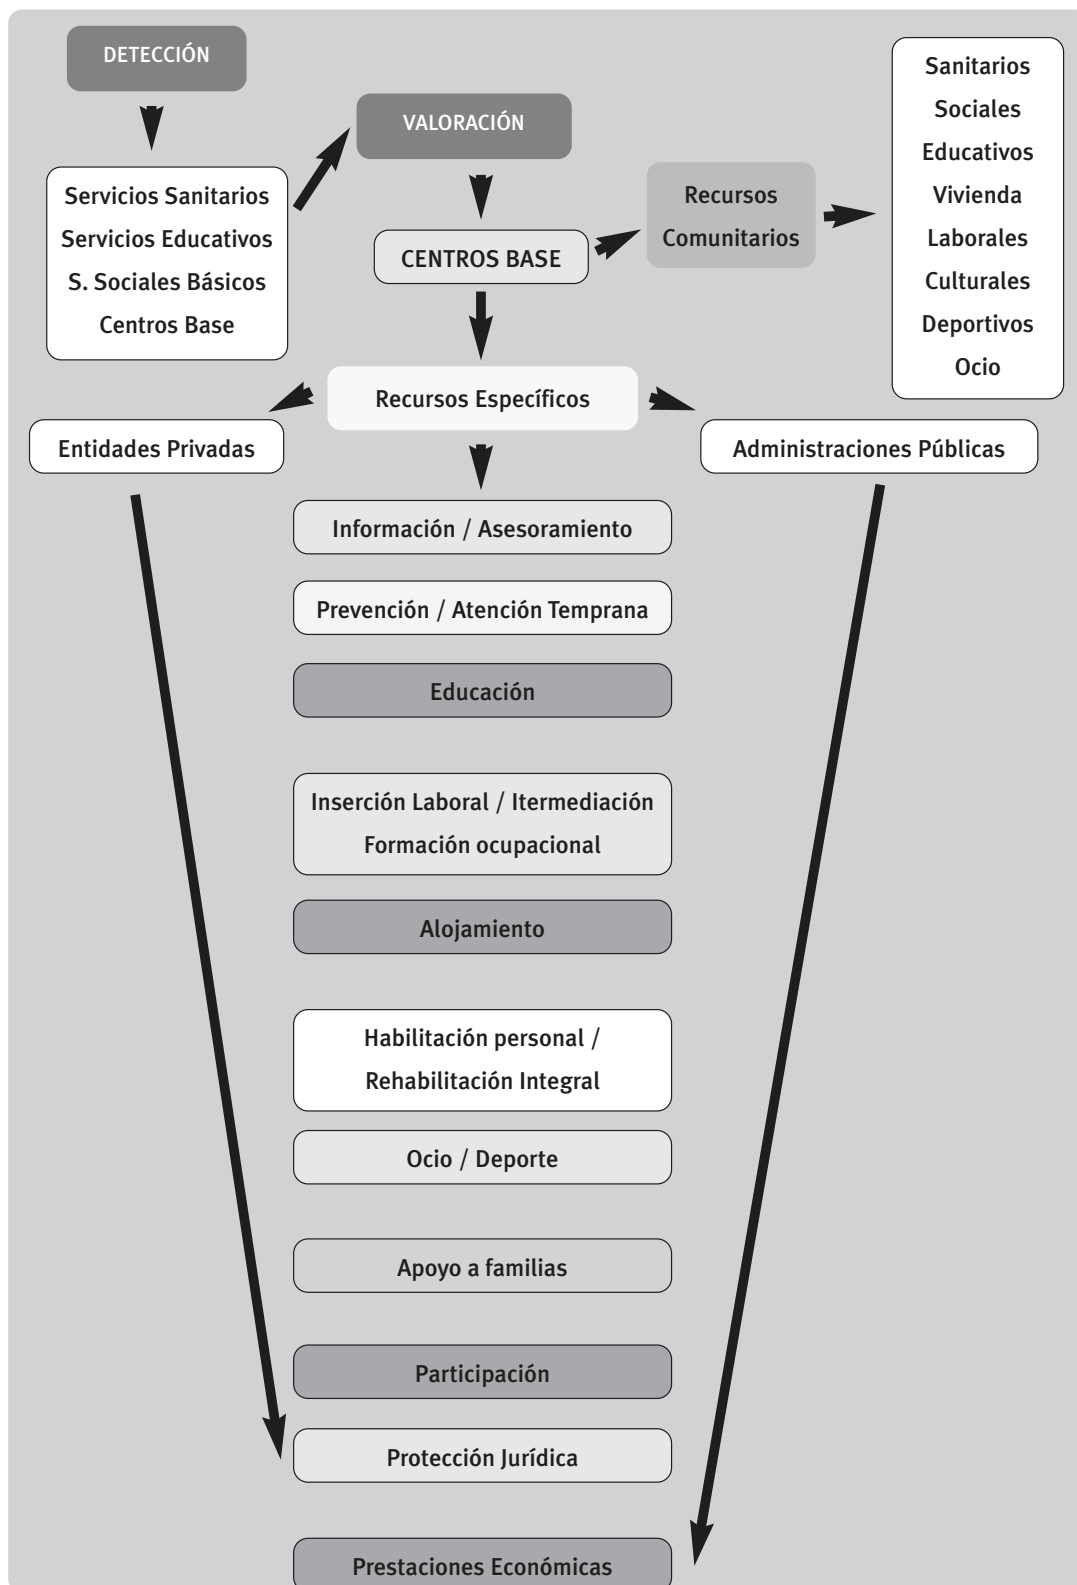 DETECCIÓN
Servicios Sanitarios
Servicios Educativos
S. Sociales Básicos
Centros Base
VALORACIÓN
CENTROS BASE
Recursos
Comunitarios
Sanitarios
Sociales
Educativos
Vivienda
Laborales
Culturales
Deportivos
Ocio
Recursos Específicos
Entidades Privadas
Administraciones Públicas
Información / Asesoramiento
Prevención / Atención Temprana
Educación
Inserción Laboral / Itermediación
Formación ocupacional
Alojamiento
Habilitación personal /
Rehabilitación Integral
Ocio / Deporte
Apoyo a familias
Participación
Protección Jurídica
Prestaciones Económicas